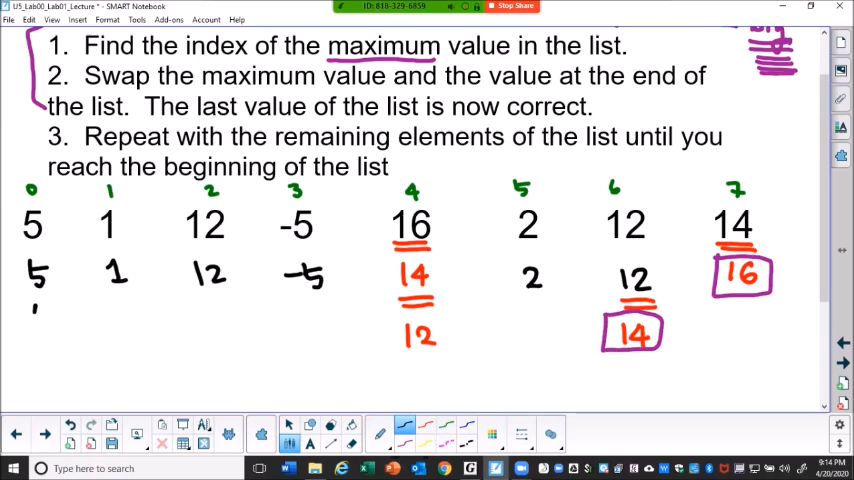 U5_Lab00_Lab01_Lecture * - SMART Notebook
ID: 816-329-6859
Stop Share
File Edit View Insert Format Tools Add-ons Account Help
1. Find the index of the maximum value in the list.
2. Swap the maximum value and the value at the end of
the list. The last value of the list is now correct.
3. Repeat with the remaining elements of the list until you
reach the beginning of the list
0 1 2 3 4 5 6 7
5 1 12 -5 16 2 12 14
5 1 12 -5 14 2 12 16
12 14
Type here to search
9:14 PM
4/20/2020